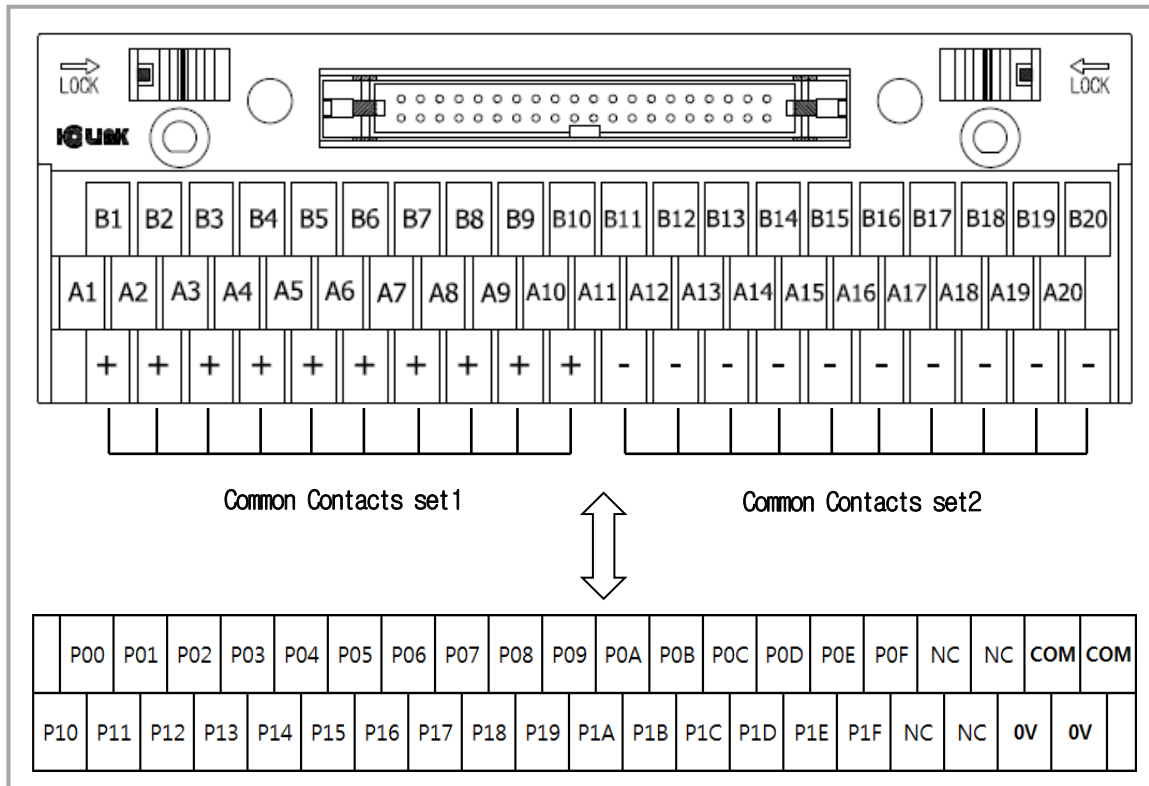 LOCK
LOCK
B1 B2 B3 B4 B5 B6 B7 B8 B9 B10 B11 B12 B13 B14 B15 B16 B17 B18 B19 B20
A1 A2 A3 A4 A5 A6 A7 A8 A9 A10 A11 A12 A13 A14 A15 A16 A17 A18 A19 A20
+ + + + + + + + + + - - - - - - - - - -
Common Contacts set1
Common Contacts set2
P00 P01 P02 P03 P04 P05 P06 P07 P08 P09 P0A P0B P0C P0D P0E P0F NC NC COM COM
P10 P11 P12 P13 P14 P15 P16 P17 P18 P19 P1A P1B P1C P1D P1E P1F NC NC 0V 0V